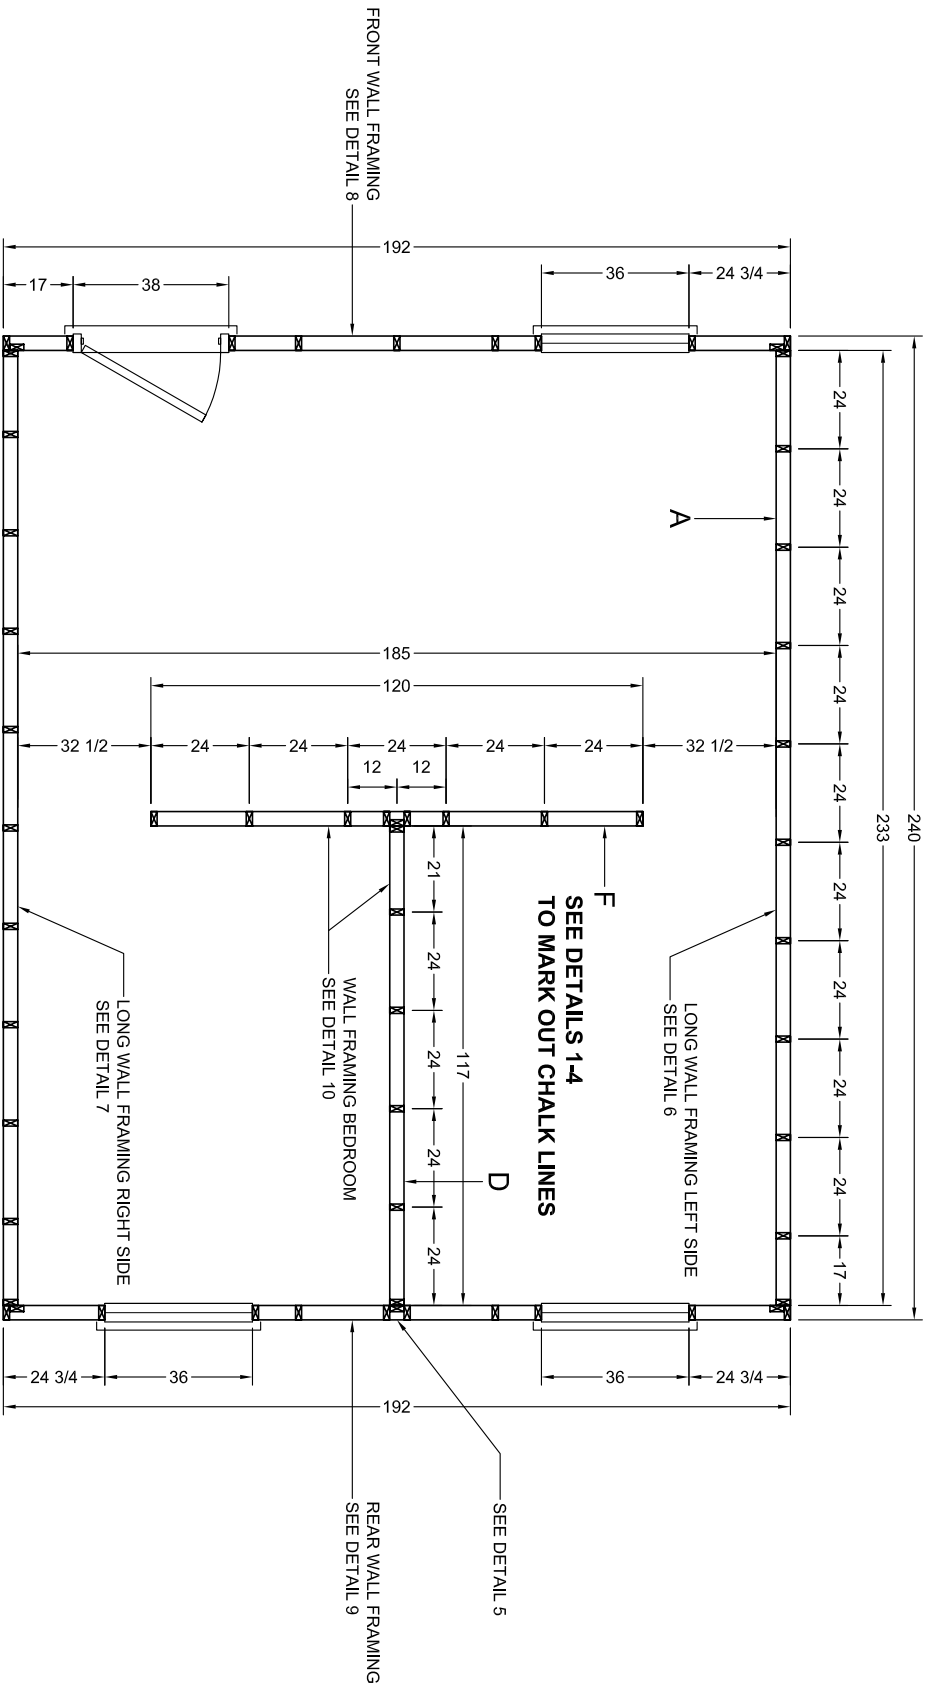 FRONT WALL FRAMING
SEE DETAIL 8
192
17
38
36
24 3/4
240
233
24
24
24
24
24
24
24
24
24
17
A
185
120
32 1/2
24
24
24
24
24
32 1/2
12
12
F
SEE DETAILS 1-4
TO MARK OUT CHALK LINES
21
24
24
24
24
117
D
LONG WALL FRAMING LEFT SIDE
SEE DETAIL 6
WALL FRAMING BEDROOM
SEE DETAIL 10
LONG WALL FRAMING RIGHT SIDE
SEE DETAIL 7
24 3/4
36
36
24 3/4
192
SEE DETAIL 5
REAR WALL FRAMING
SEE DETAIL 9